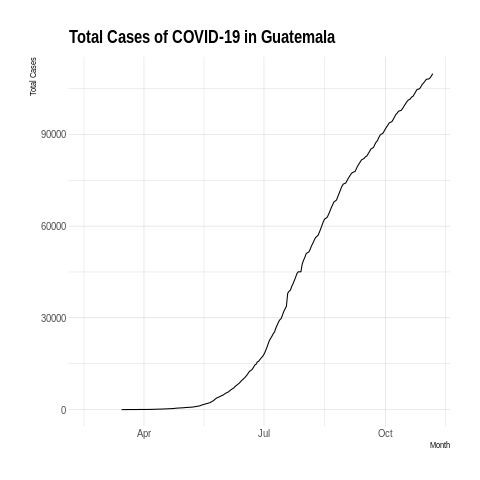 Total Cases of COVID-19 in Guatemala
Total Cases
90000
60000
30000
0
Apr Jul Oct
Month